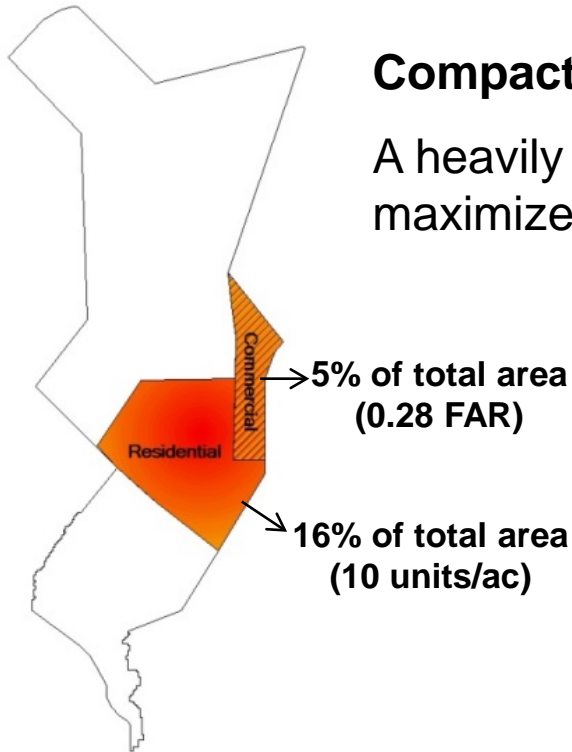 Compact
A heavily
maximize
Commercial
5% of total area
(0.28 FAR)
Residential
16% of total area
(10 units/ac)